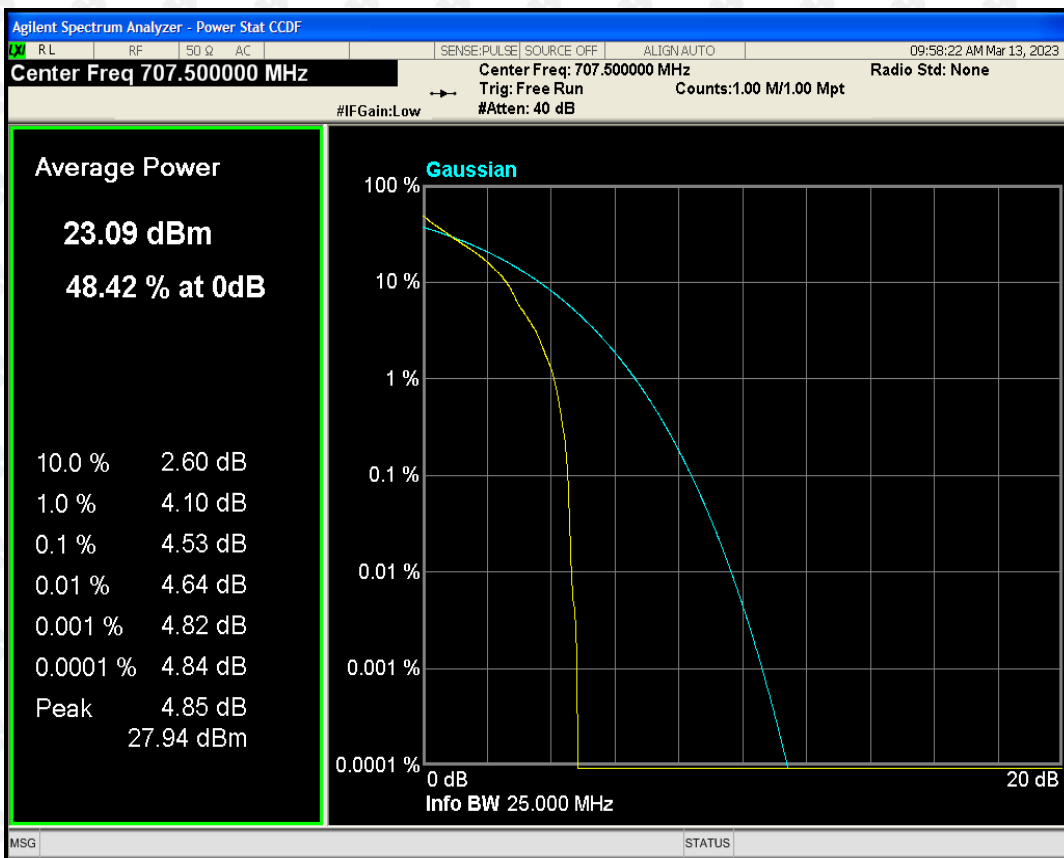 Agilent Spectrum Analyzer - Power Stat CCDF
LXI RL RF 50 Ω AC SENSE:PULSE SOURCE OFF ALIGN AUTO 09:58:22 AM Mar 13, 2023
Center Freq 707.500000 MHz
Center Freq: 707.500000 MHz Radio Std: None
Trig: Free Run Counts:1.00 M/1.00 Mpt
#IFGain:Low #Atten: 40 dB
Average Power
23.09 dBm
48.42 % at 0dB
10.0 % 2.60 dB
1.0 % 4.10 dB
0.1 % 4.53 dB
0.01 % 4.64 dB
0.001 % 4.82 dB
0.0001 % 4.84 dB
Peak 4.85 dB
27.94 dBm
Gaussian
100 %
10 %
1 %
0.1 %
0.01 %
0.001 %
0.0001 %
0 dB 20 dB
Info BW 25.000 MHz
MSG STATUS